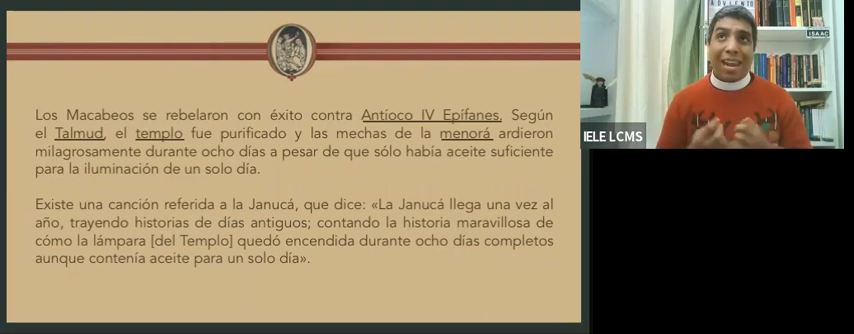 Los Macabeos se rebelaron con éxito contra Antíoco IV Epífanes. Según
el Talmud, el templo fue purificado y las mechas de la menorá ardieron
milagrosamente durante ocho días a pesar de que sólo había aceite suficiente
para la iluminación de un solo día.
Existe una canción referida a la Janucá, que dice: «La Janucá llega una vez al
año, trayendo historias de días antiguos; contando la historia maravillosa de
cómo la lámpara [del Templo] quedó encendida durante ocho días completos
aunque contenía aceite para un solo día».
ADVIENTO
ISAAC
IELE LCMS